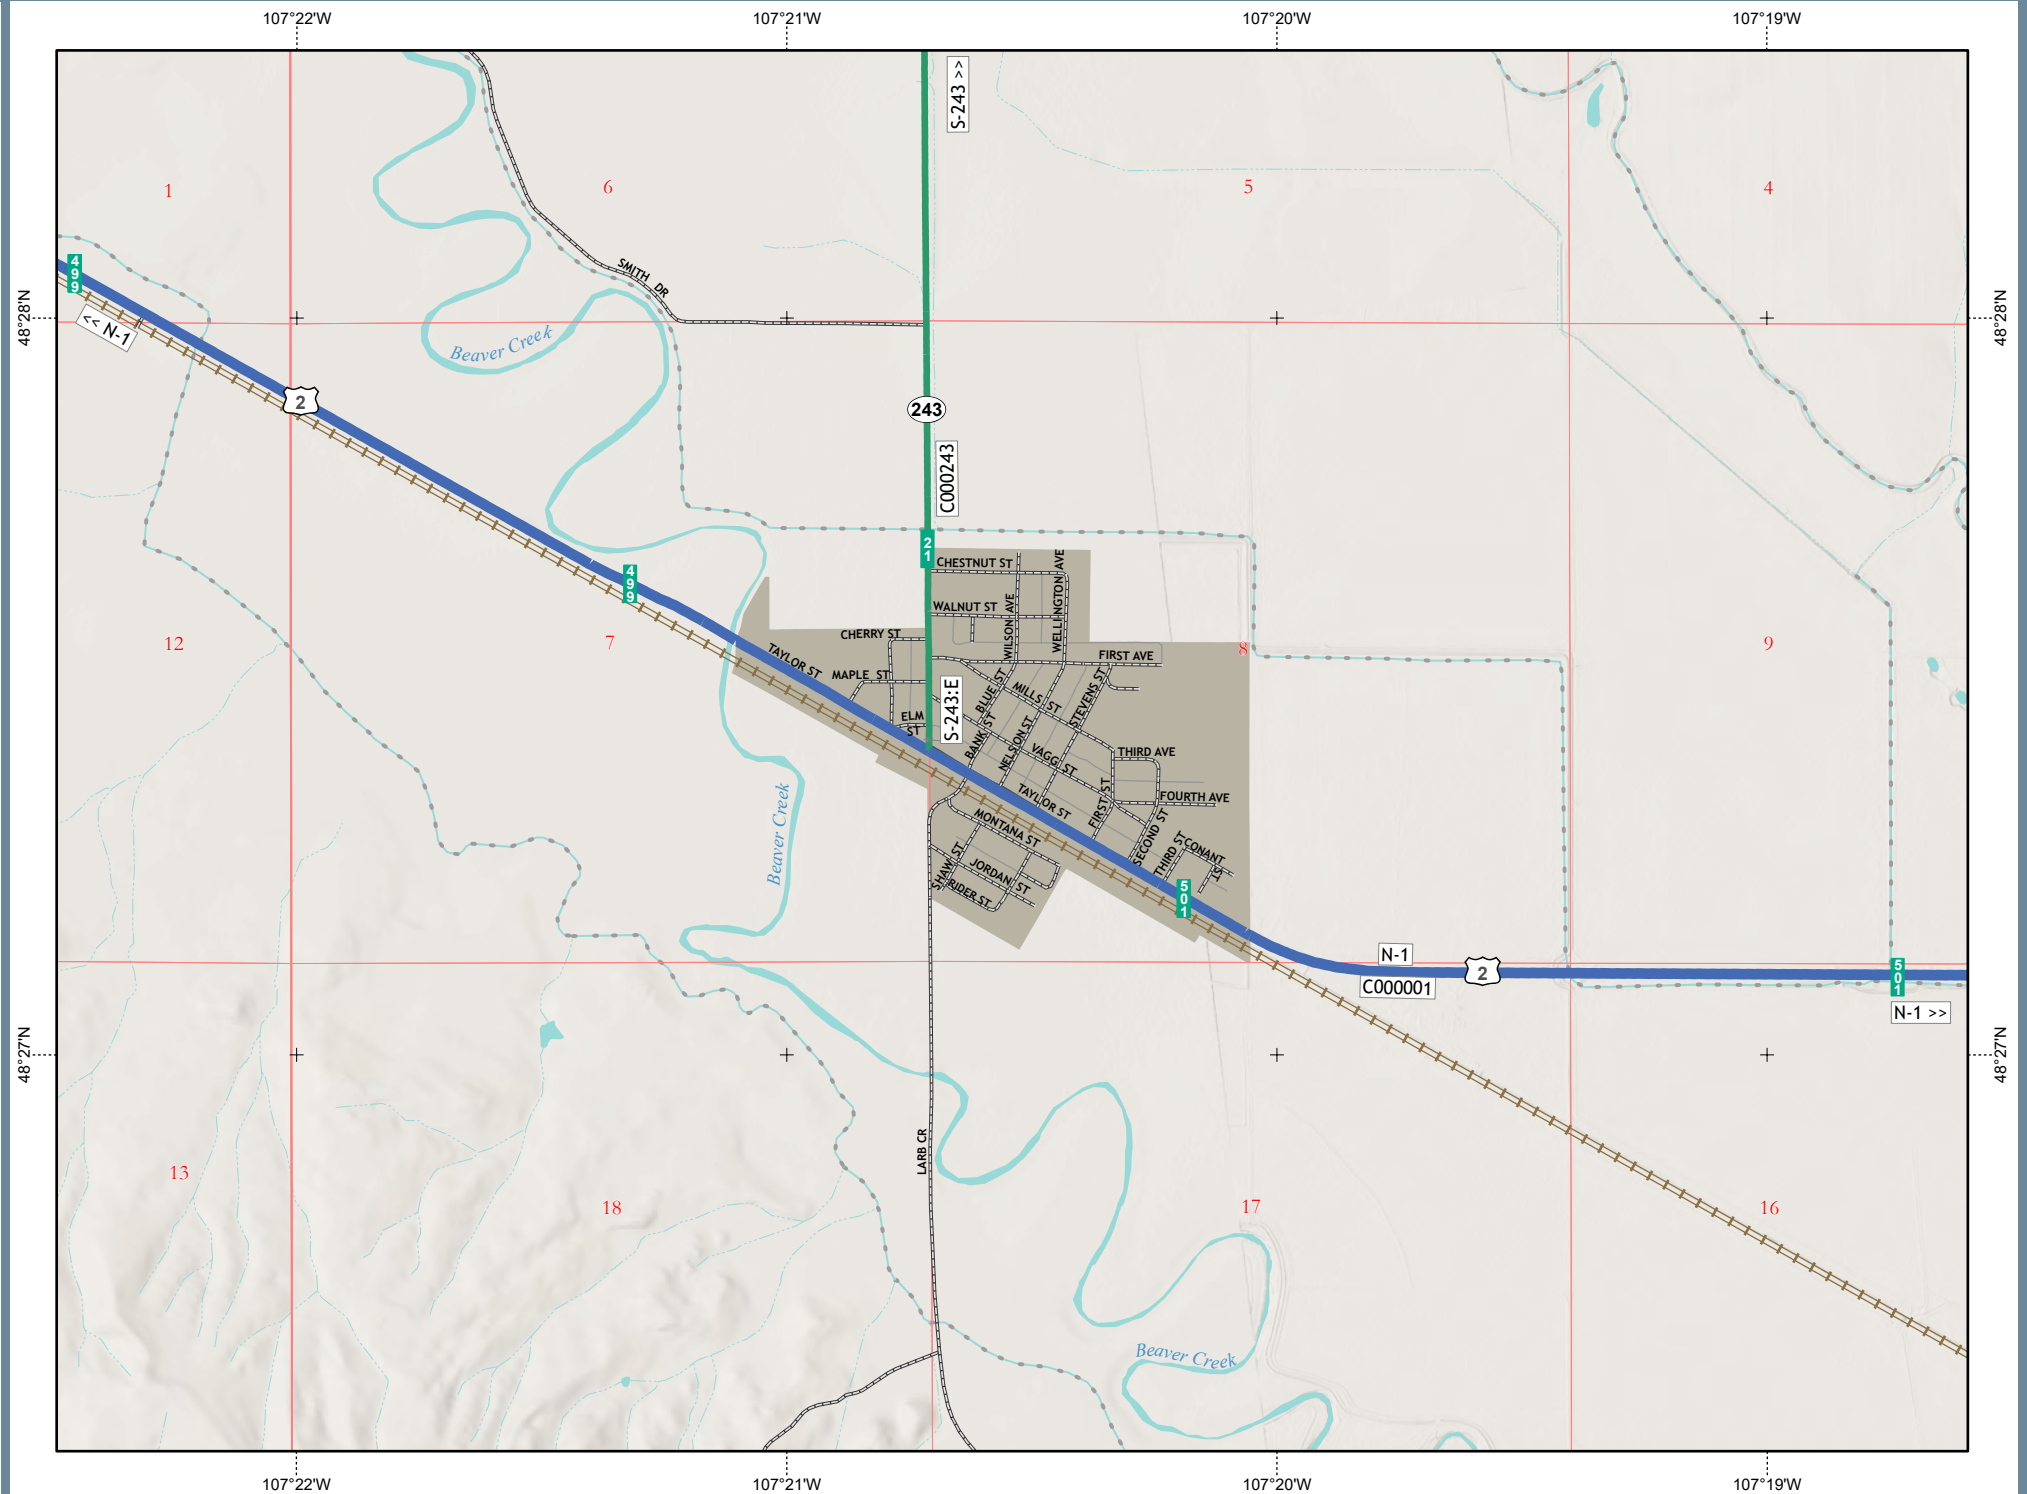 107°22'W
107°21'W
107°20'W
107°19'W
S-243 >>
1
6
5
4
499
<< N-1
SMITH DR
48°28'N
48°28'N
Beaver Creek
2
243
C000243
21
499
CHESTNUT ST
WELLINGTON AVE
WALNUT ST
WILSON AVE
CHERRY ST
12
7
8
9
TAYLOR ST
FIRST AVE
MAPLE ST
S-243:E
BLUE ST
MILLS ST
STEVENS ST
ELM
ST
BANK ST
NELSON ST
VAGG ST
THIRD AVE
TAYLOR ST
FIRST ST
FOURTH AVE
Beaver Creek
MONTANA ST
SECOND ST
THIRD ST
CONANT
ST
SHAW ST
JORDAN ST
RIDER ST
501
N-1
2
C000001
501
N-1 >>
48°27'N
48°27'N
LARB CR
13
18
17
16
Beaver Creek
107°22'W
107°21'W
107°20'W
107°19'W